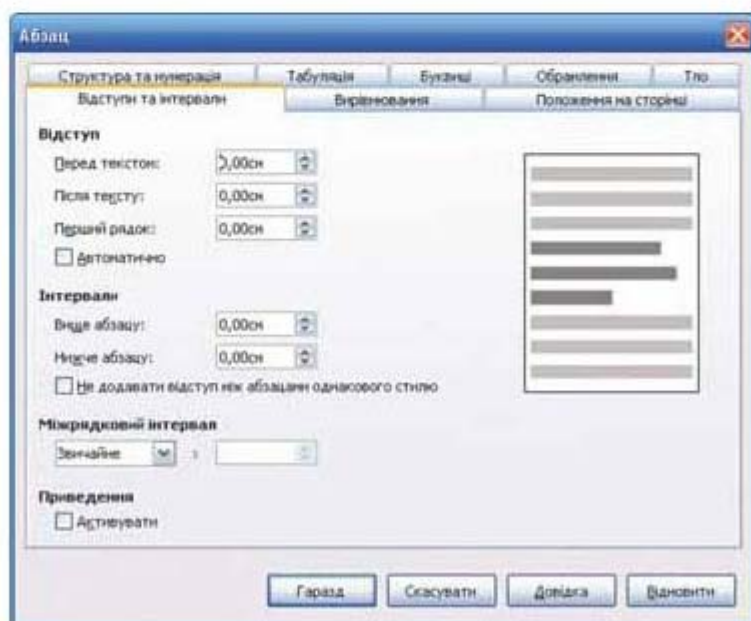 Абзац
Структура та нумерація Табуляція Буквиці Обрамлення Тло
Відступи та інтервали Вирівнювання Положення на сторінці
Відступ
Перед текстом: 0,00см
Після тексту: 0,00см
Перший рядок: 0,00см
Автоматично
Інтервали
Вище абзацу: 0,00см
Нижче абзацу: 0,00см
Не додавати відступ між абзацами однакового стилю
Міжрядковий інтервал
Звичайне з
Приведення
Активувати
Гаразд Скасувати Довідка Відновити